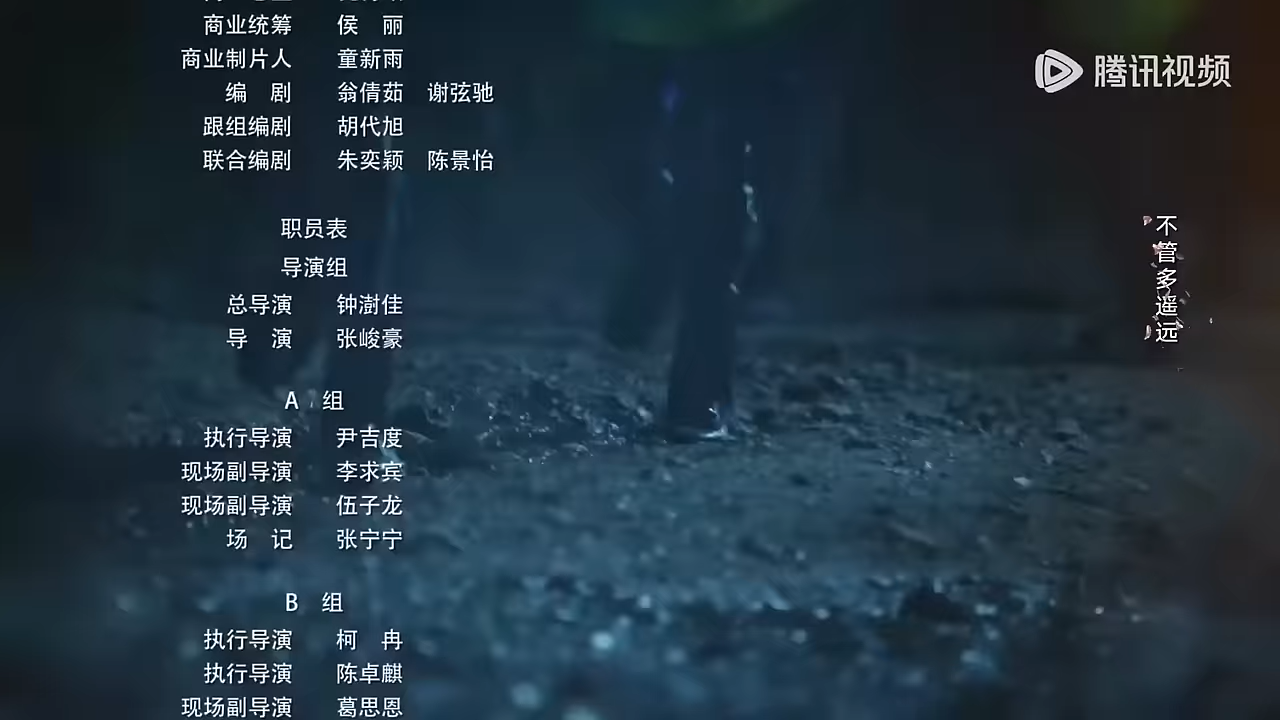 商业统筹 侯 丽
商业制片人 童新雨
编 剧 翁倩茹 谢弦驰
跟组编剧 胡代旭
联合编剧 朱奕颖 陈景怡
职员表
导演组
总导演 钟澍佳
导 演 张峻豪
A 组
执行导演 尹吉度
现场副导演 李求宾
现场副导演 伍子龙
场 记 张宁宁
B 组
执行导演 柯 冉
执行导演 陈卓麒
现场副导演 葛思恩
腾讯视频
不管多遥远